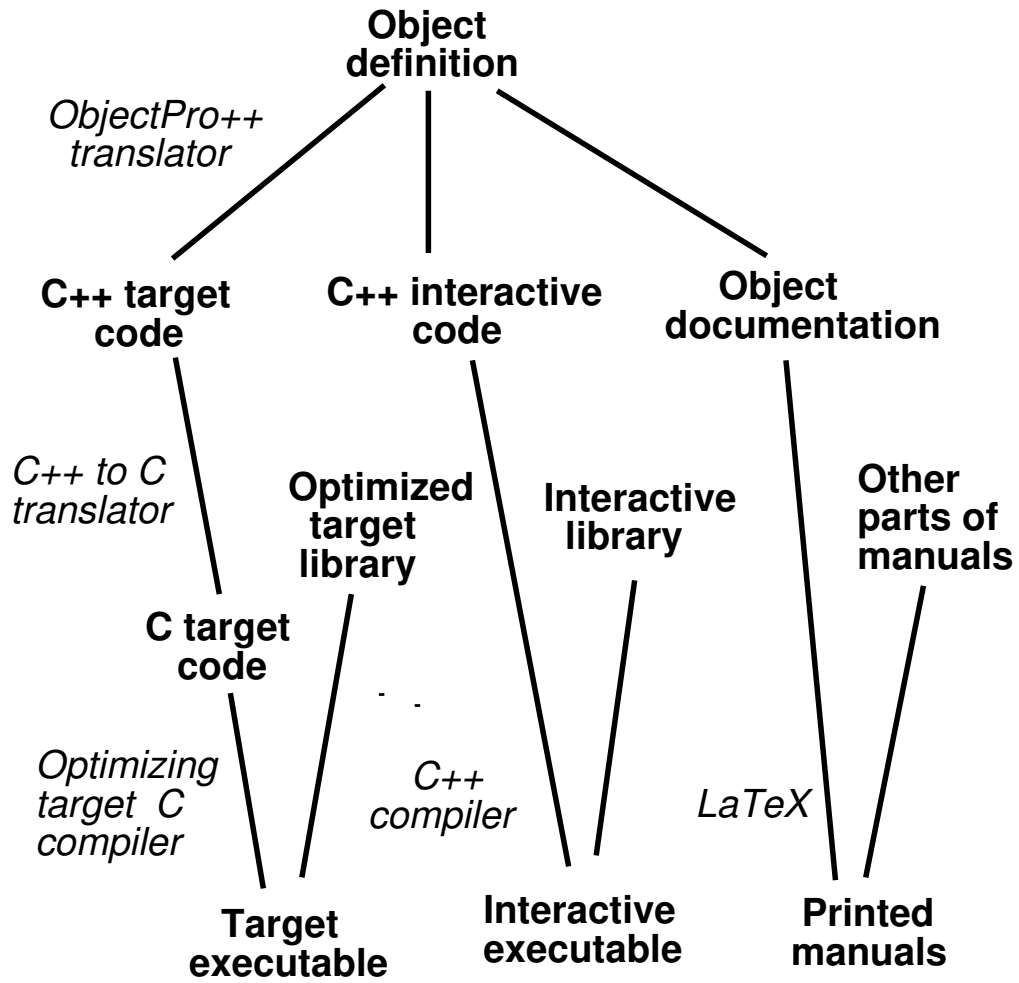 Object
definition
ObjectPro++
translator
C++ target
code
C++ interactive
code
Object
documentation
C++ to C
translator
Optimized
target
library
Interactive
library
Other
parts of
manuals
C target
code
Optimizing
target C
compiler
C++
compiler
LaTeX
Target
executable
Interactive
executable
Printed
manuals